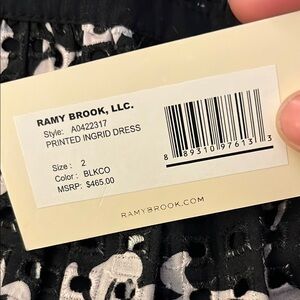 RAMY BROOK, LLC.
Style: A0422317
PRINTED INGRID DRESS
Size : 2
Color : BLKCO
MSRP: $465.00
8 89310 97613 3
RAMYBROOK.COM